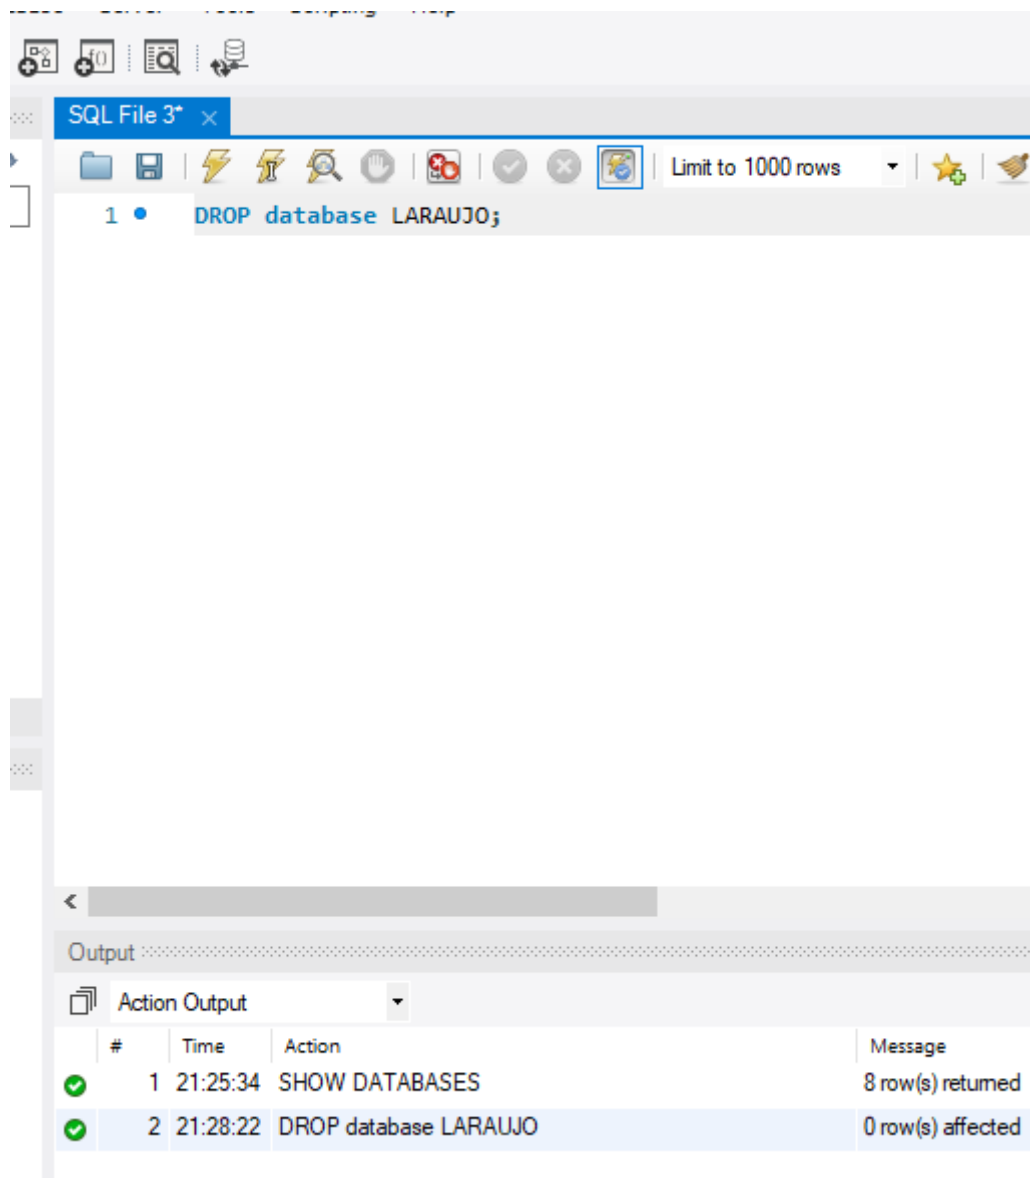 SQL File 3*
Limit to 1000 rows
1 DROP database LARAUJO;
Output
Action Output
# Time Action Message
1 21:25:34 SHOW DATABASES 8 row(s) returned
2 21:28:22 DROP database LARAUJO 0 row(s) affected